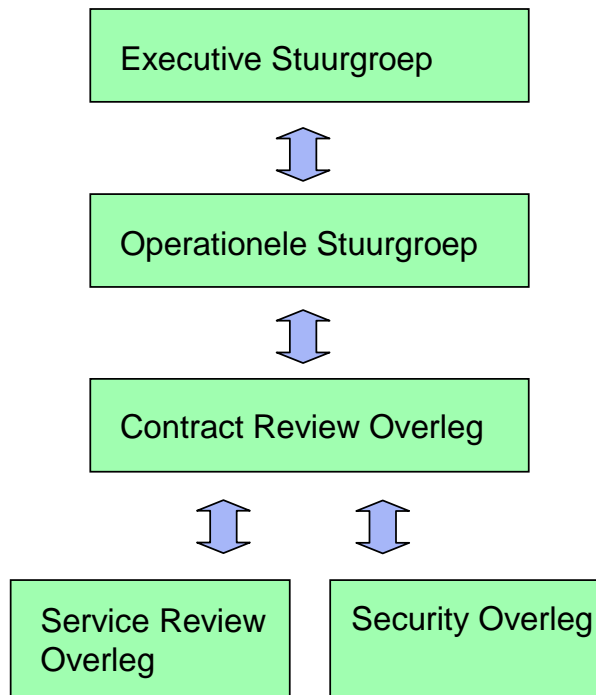 Executive Stuurgroep
Operationele Stuurgroep
Contract Review Overleg
Service Review
Overleg
Security Overleg